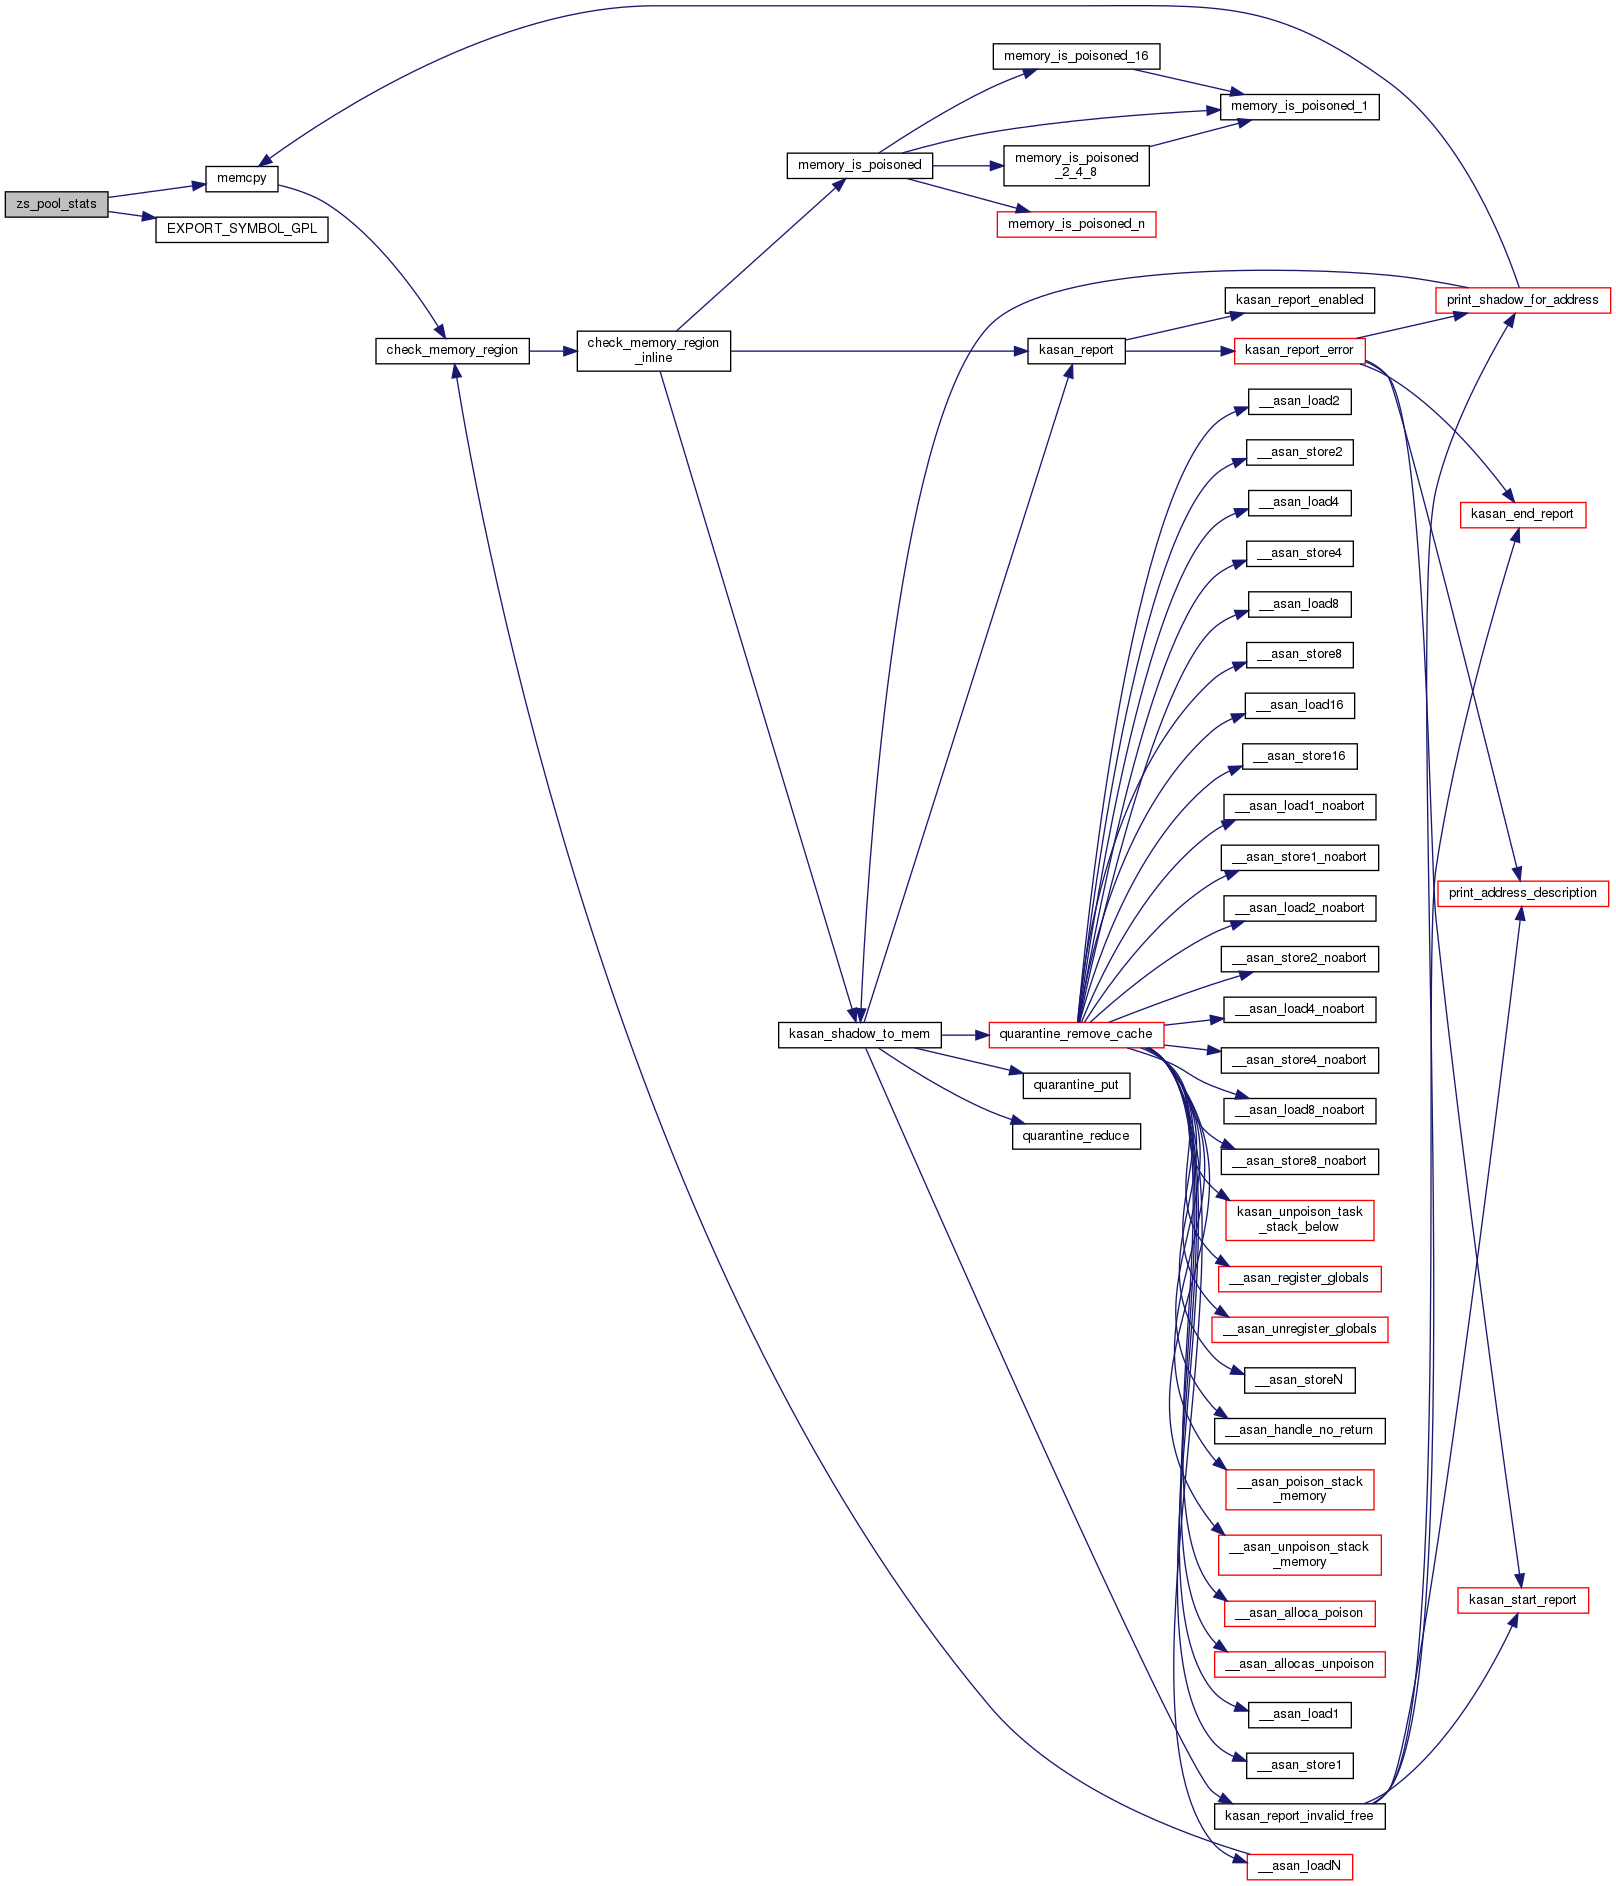 zs_pool_stats
memcpy
EXPORT_SYMBOL_GPL
check_memory_region
check_memory_region
_inline
memory_is_poisoned
memory_is_poisoned_16
memory_is_poisoned_1
memory_is_poisoned
_2_4_8
memory_is_poisoned_n
kasan_report
kasan_report_enabled
kasan_report_error
print_shadow_for_address
kasan_end_report
print_address_description
kasan_start_report
kasan_shadow_to_mem
quarantine_remove_cache
quarantine_put
quarantine_reduce
__asan_load2
__asan_store2
__asan_load4
__asan_store4
__asan_load8
__asan_store8
__asan_load16
__asan_store16
__asan_load1_noabort
__asan_store1_noabort
__asan_load2_noabort
__asan_store2_noabort
__asan_load4_noabort
__asan_store4_noabort
__asan_load8_noabort
__asan_store8_noabort
kasan_unpoison_task
_stack_below
__asan_register_globals
__asan_unregister_globals
__asan_storeN
__asan_handle_no_return
__asan_poison_stack
_memory
__asan_unpoison_stack
_memory
__asan_alloca_poison
__asan_allocas_unpoison
__asan_load1
__asan_store1
kasan_report_invalid_free
__asan_loadN